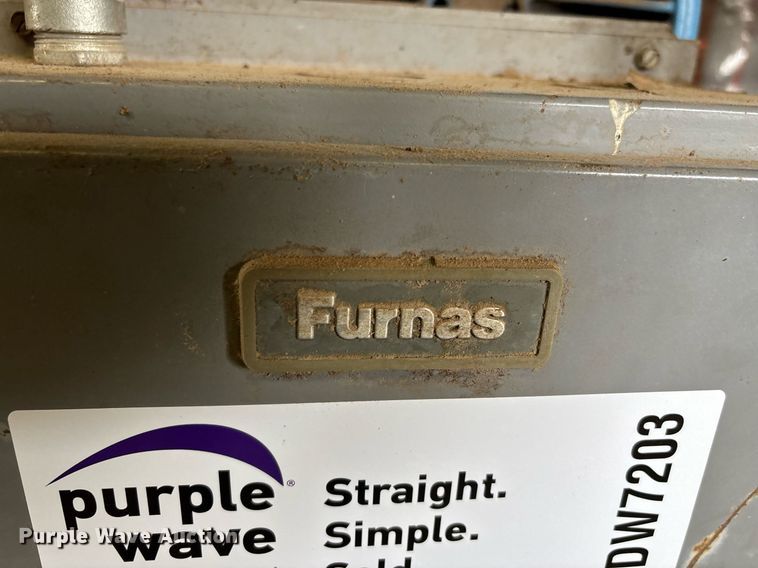 Furnas
purple
wave
Straight.
Simple.
DW7203
Purple Wave Auction